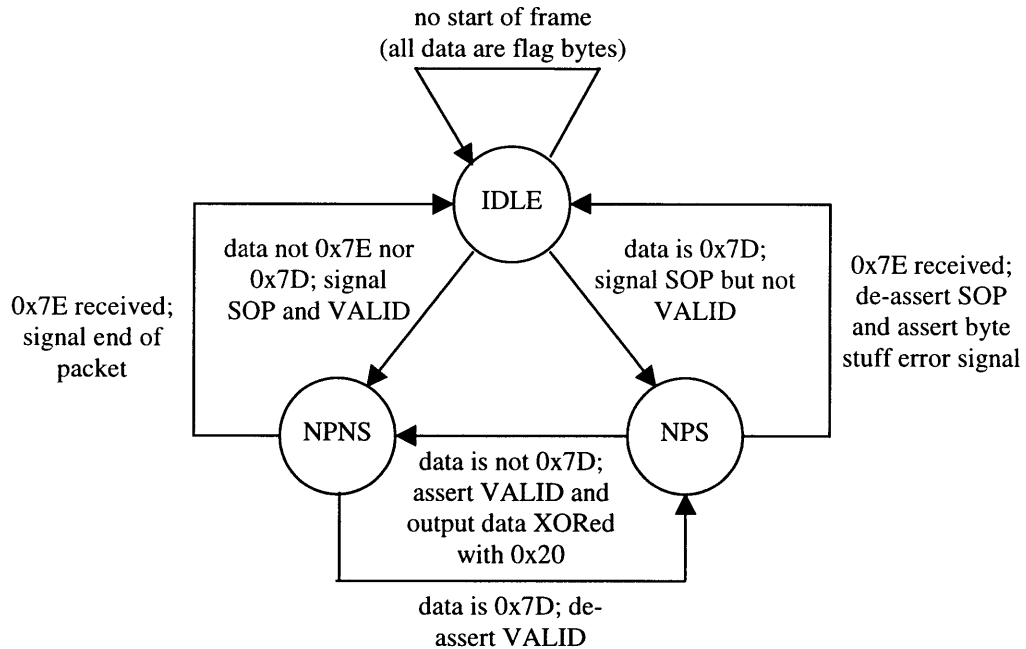 no start of frame
(all data are flag bytes)
IDLE
data not 0x7E nor
0x7D; signal
SOP and VALID
data is 0x7D;
signal SOP but not
VALID
0x7E received;
signal end of
packet
0x7E received;
de-assert SOP
and assert byte
stuff error signal
NPNS
NPS
data is not 0x7D;
assert VALID and
output data XORed
with 0x20
data is 0x7D; de-
assert VALID